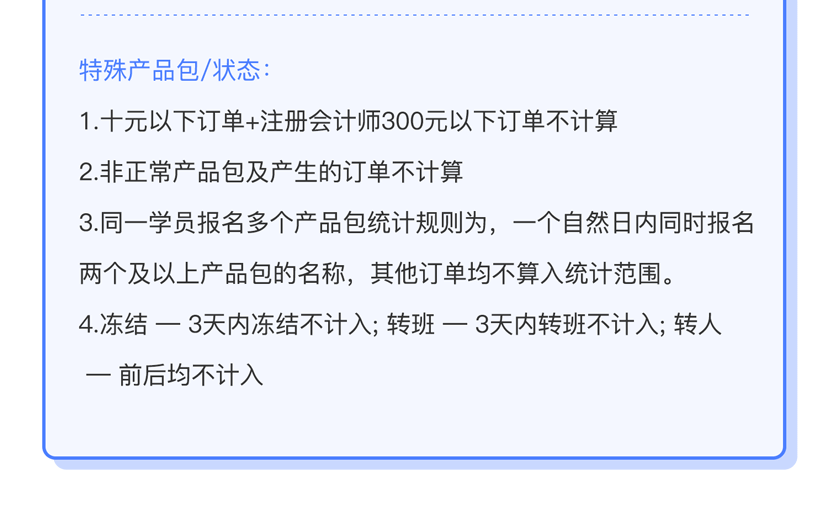 特殊产品包/状态：
1.十元以下订单+注册会计师300元以下订单不计算
2.非正常产品包及产生的订单不计算
3.同一学员报名多个产品包统计规则为，一个自然日内同时报名
两个及以上产品包的名称，其他订单均不算入统计范围。
4.冻结 — 3天内冻结不计入; 转班 — 3天内转班不计入; 转人
— 前后均不计入